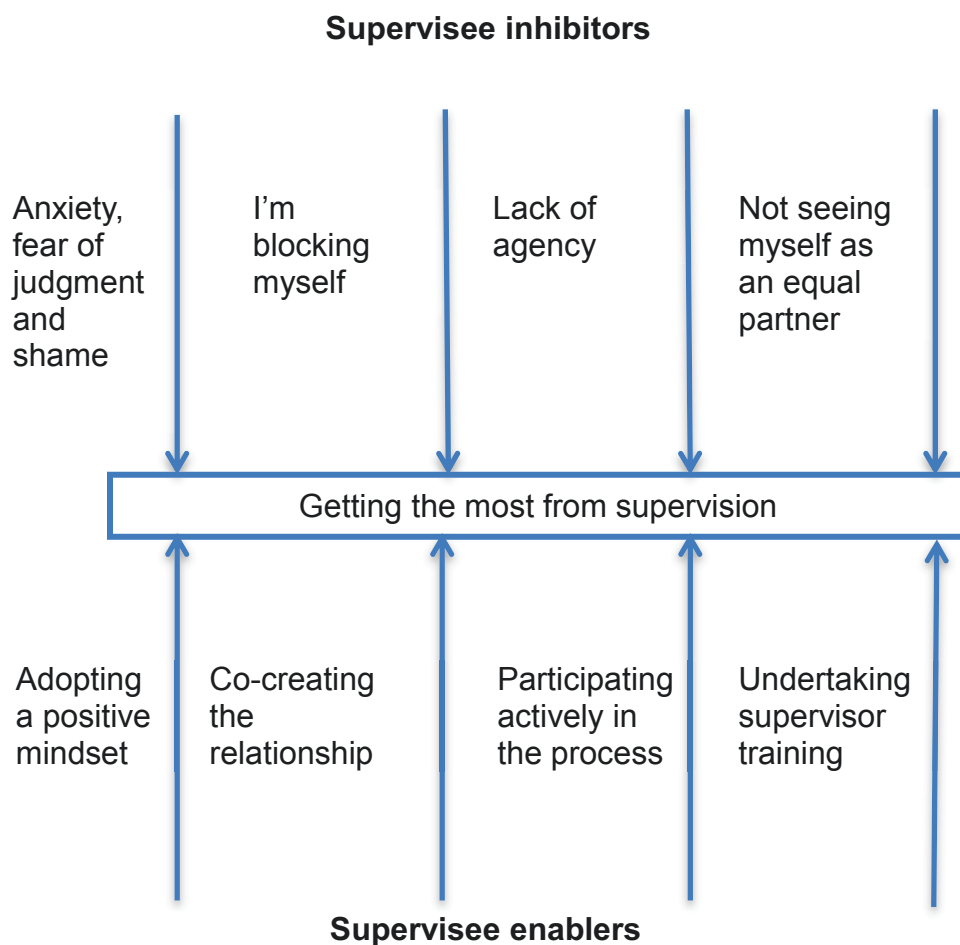 Supervisee inhibitors
Anxiety,
fear of
judgment
and
shame
I’m
blocking
myself
Lack of
agency
Not seeing
myself as
an equal
partner
Getting the most from supervision
Adopting
a positive
mindset
Co-creating
the
relationship
Participating
actively in
the process
Undertaking
supervisor
training
Supervisee enablers